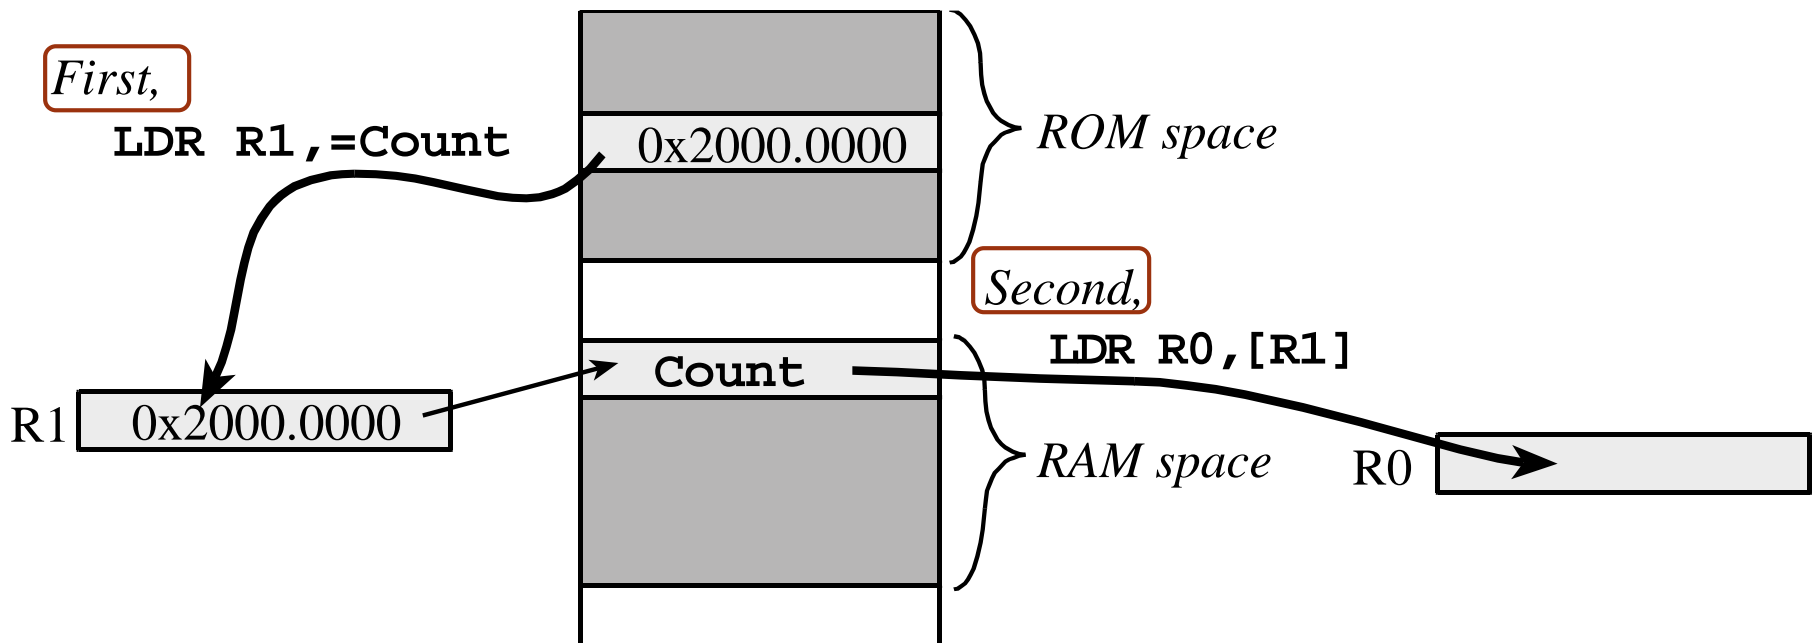 First,
LDR R1,=Count
0x2000.0000
ROM space
Second,
LDR R0,[R1]
Count
R1
0x2000.0000
RAM space
R0